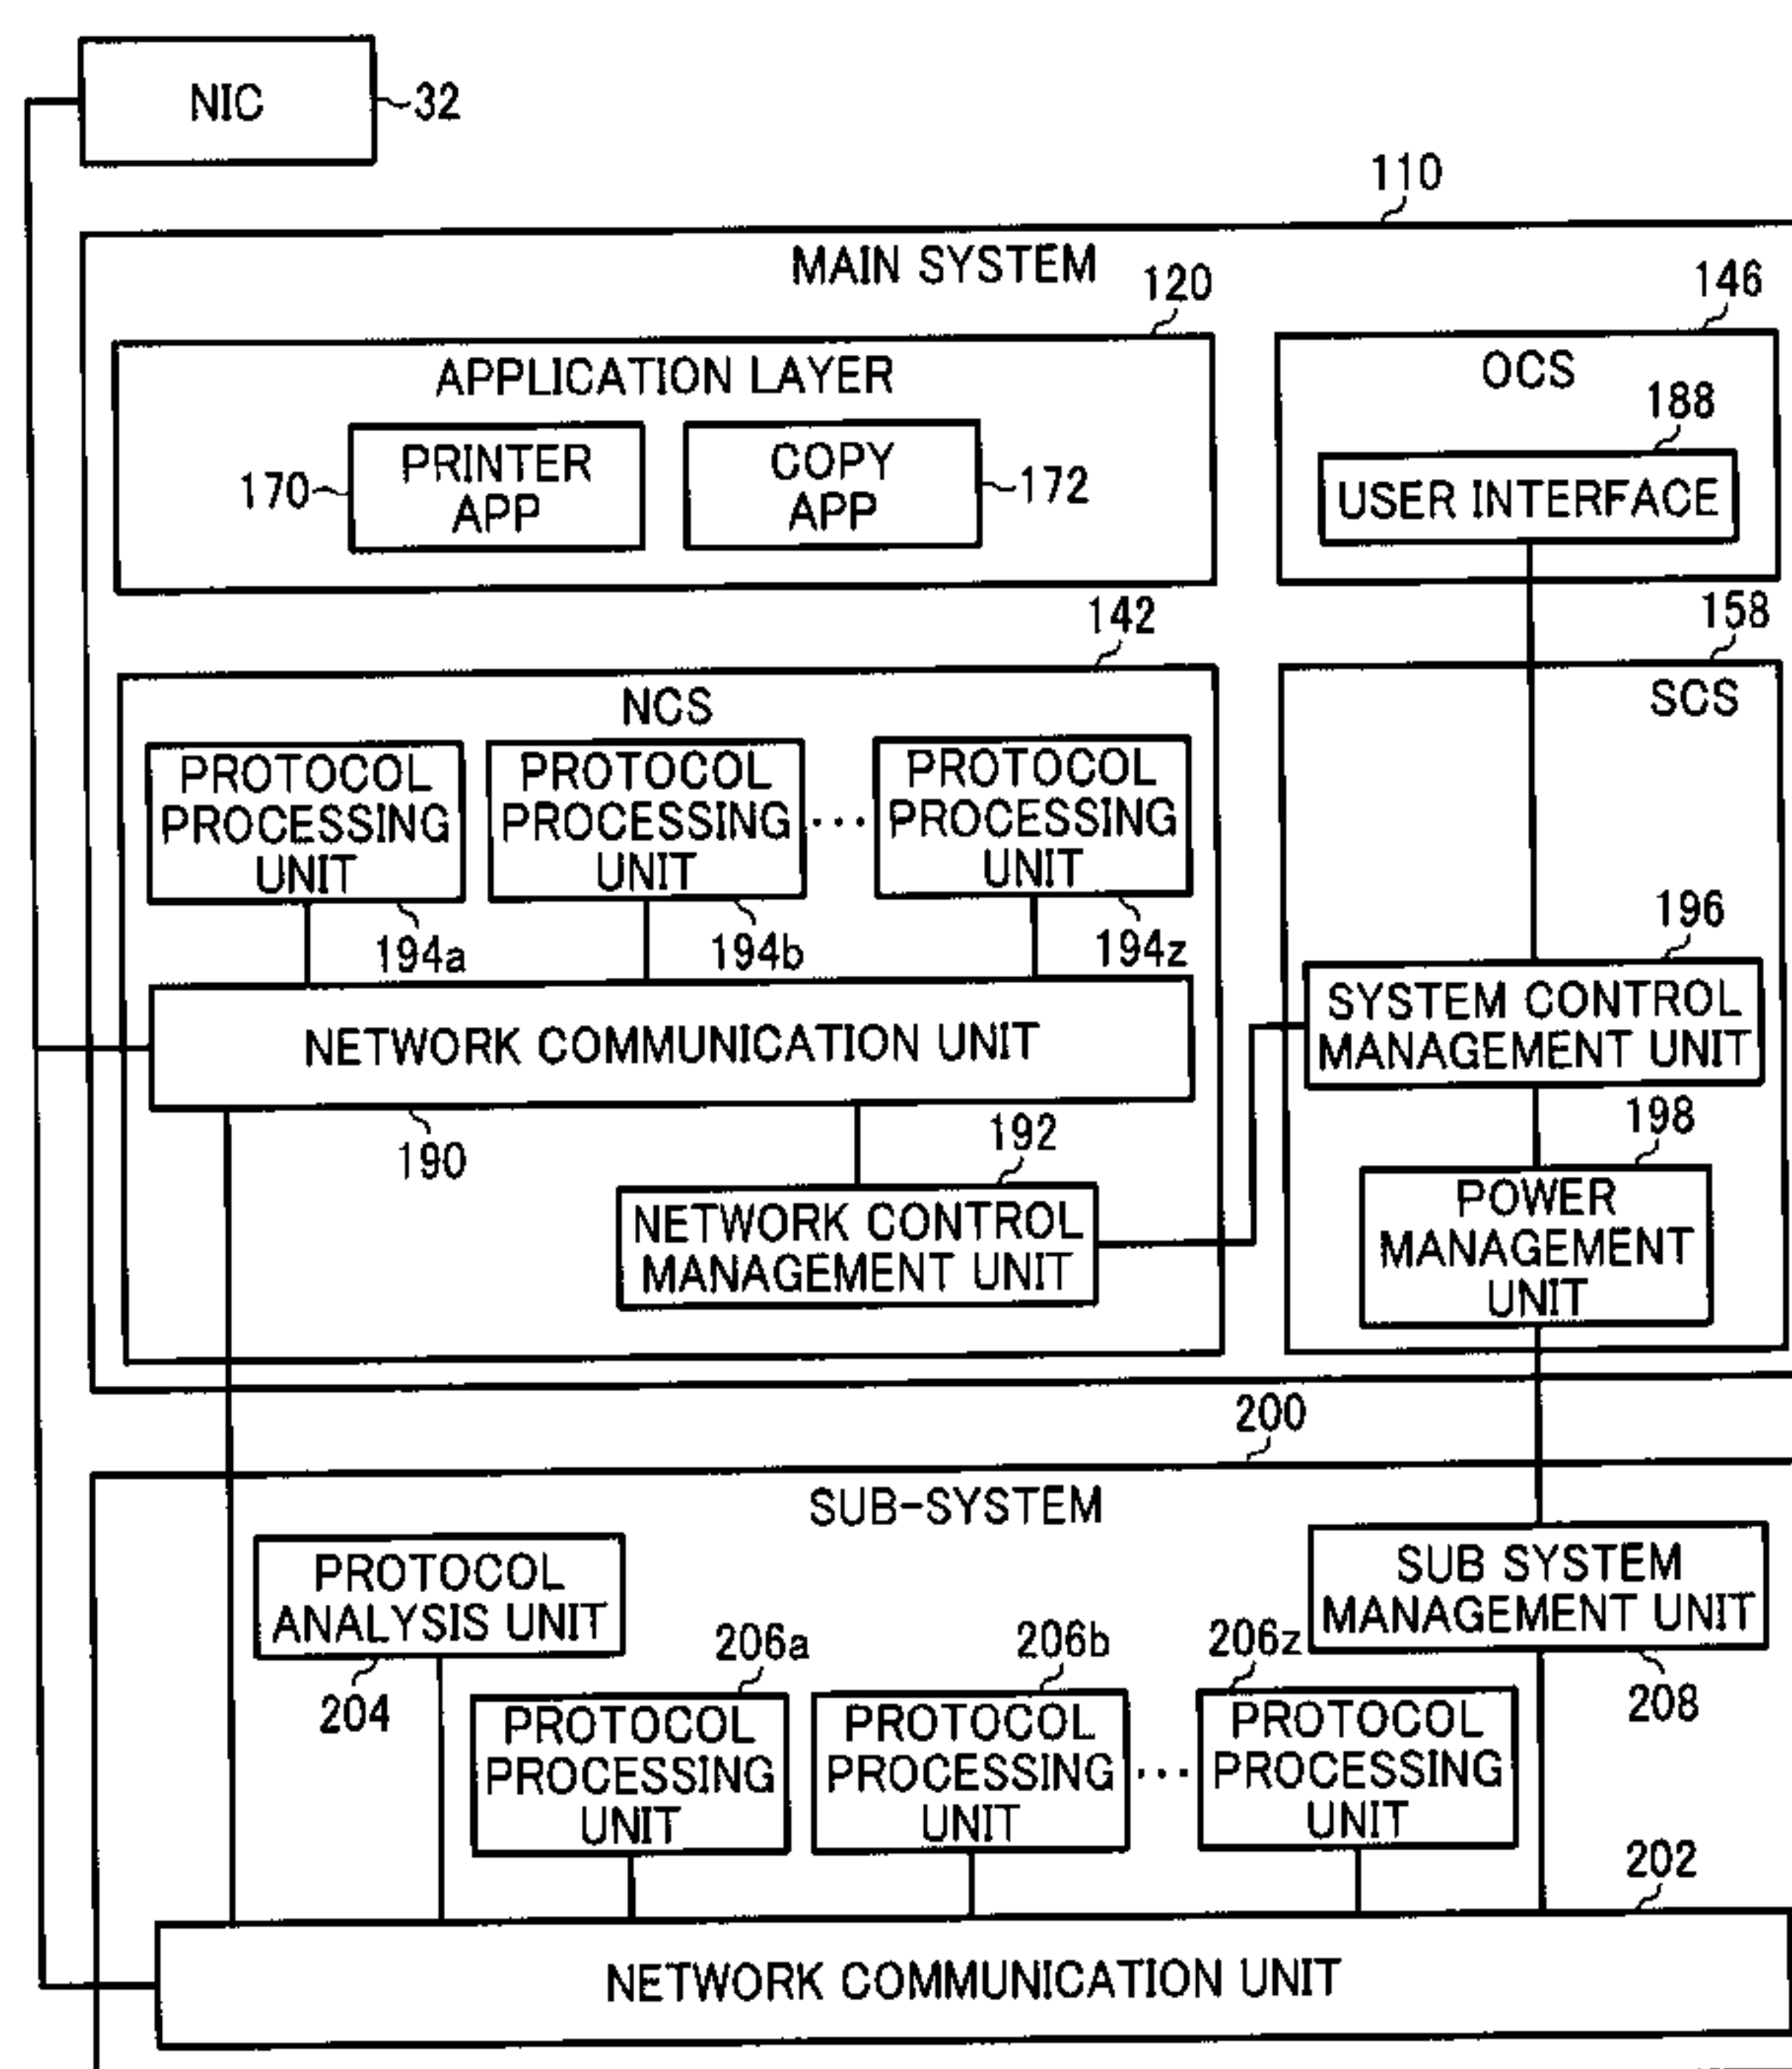 NIC
32
110
MAIN SYSTEM
120
146
APPLICATION LAYER
OCS
188
170
PRINTER
APP
COPY
APP
172
USER INTERFACE
142
158
NCS
SCS
PROTOCOL
PROCESSING
UNIT
PROTOCOL
PROCESSING
UNIT
...
PROTOCOL
PROCESSING
UNIT
194a
194b
194z
196
SYSTEM CONTROL
MANAGEMENT UNIT
NETWORK COMMUNICATION UNIT
190
192
198
NETWORK CONTROL
MANAGEMENT UNIT
POWER
MANAGEMENT
UNIT
200
SUB-SYSTEM
PROTOCOL
ANALYSIS UNIT
204
SUB SYSTEM
MANAGEMENT UNIT
208
206a
206b
206z
PROTOCOL
PROCESSING
UNIT
PROTOCOL
PROCESSING
UNIT
...
PROTOCOL
PROCESSING
UNIT
202
NETWORK COMMUNICATION UNIT